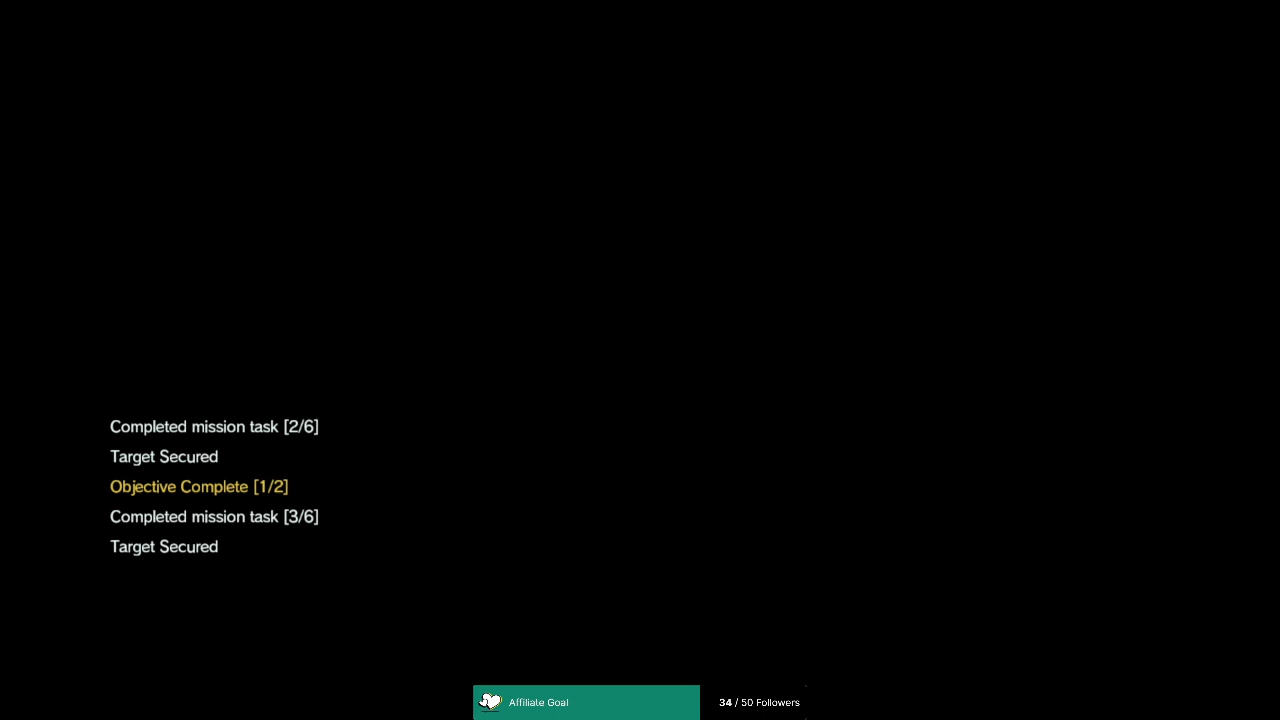 Completed mission task [2/6]
Target Secured
Objective Complete [1/2]
Completed mission task [3/6]
Target Secured
Affiliate Goal 34 / 50 Followers